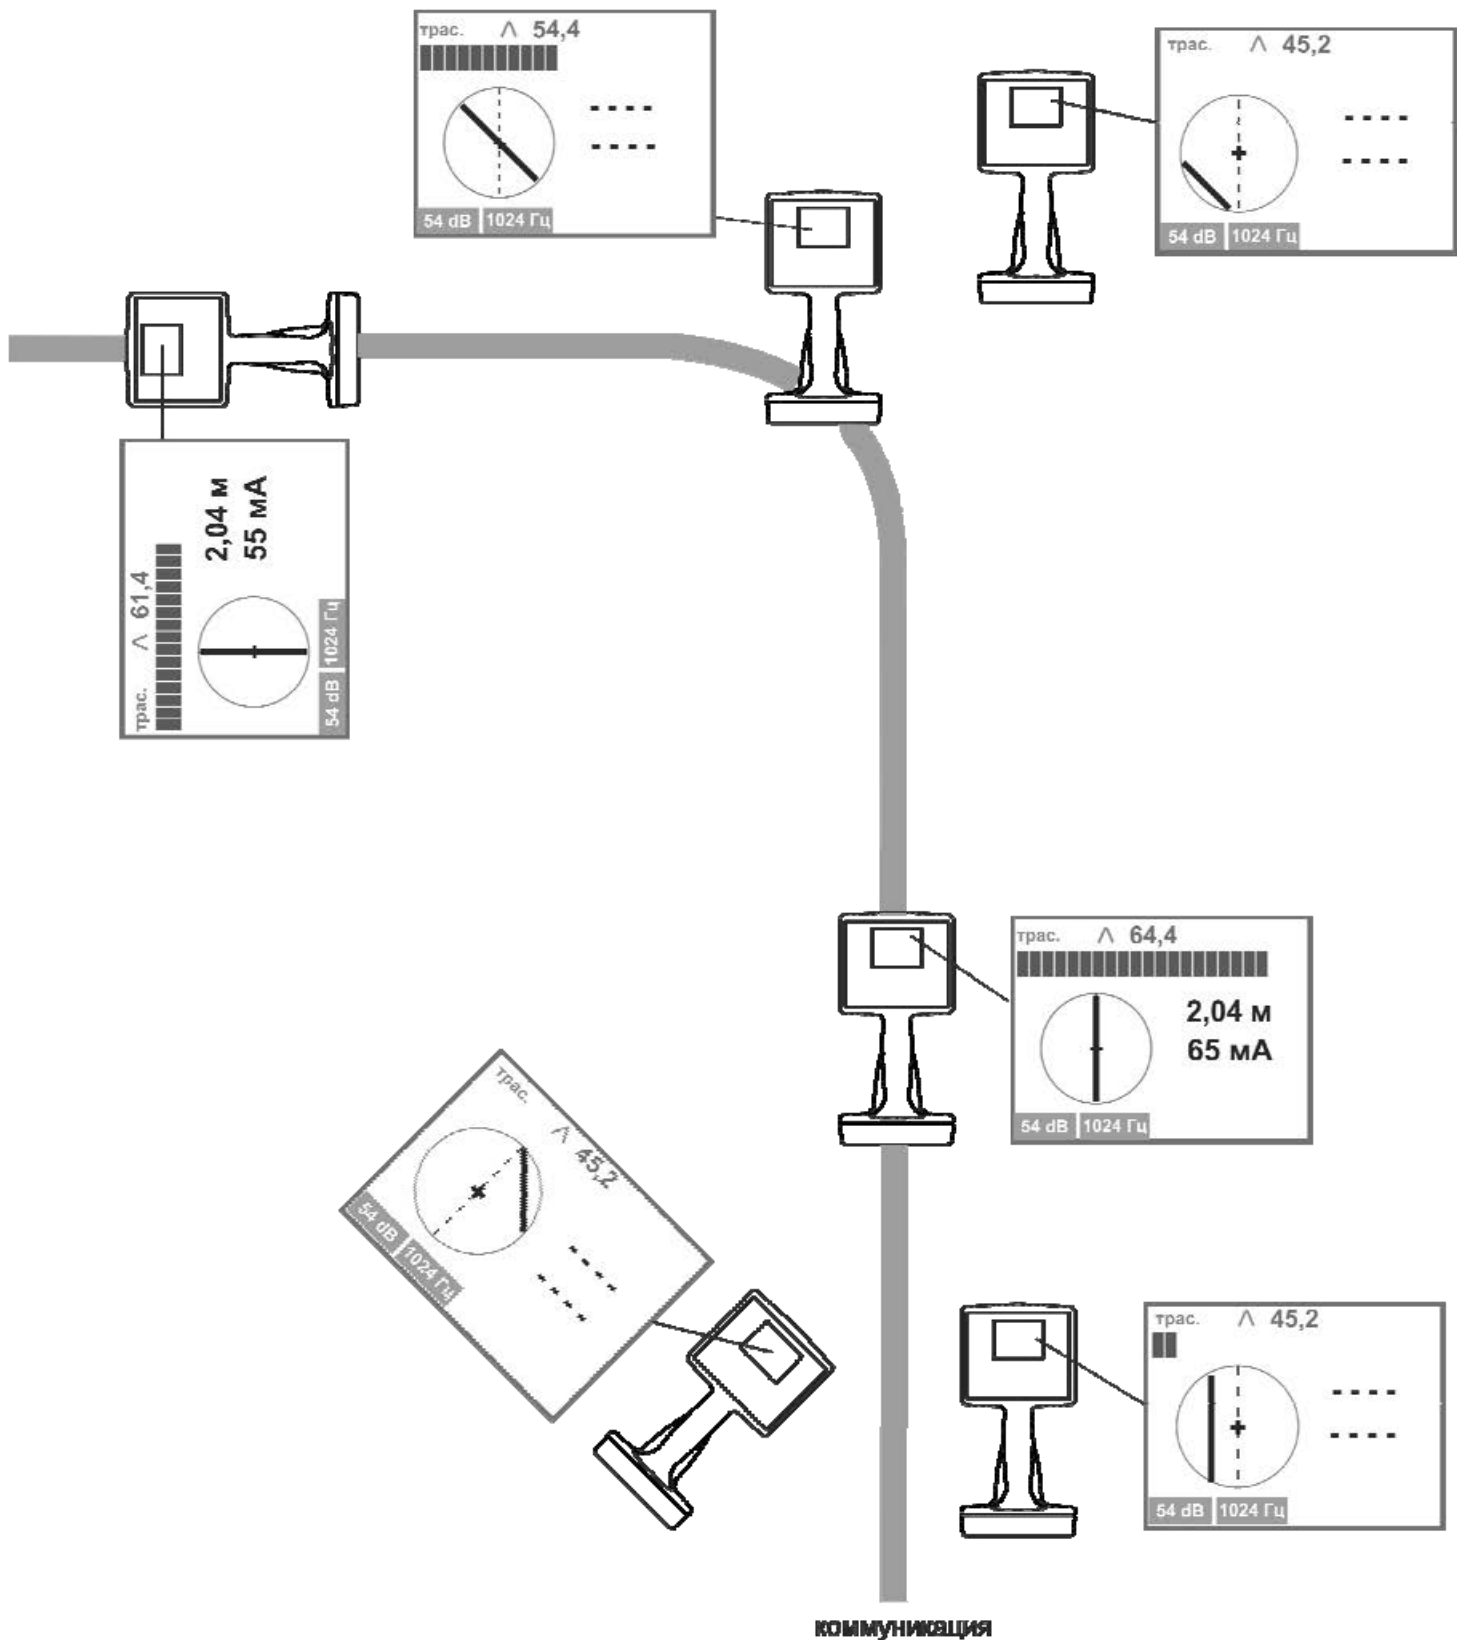 трас. Λ 54,4
- - - -
- - - -
54 dB 1024 Гц
трас. Λ 45,2
- - - -
- - - -
54 dB 1024 Гц
трас. Λ 61,4
2,04 м
55 мА
54 dB 1024 Гц
трас. Λ 64,4
2,04 м
65 мА
54 dB 1024 Гц
трас. Λ 45,2
- - - -
- - - -
54 dB 1024 Гц
трас. Λ 45,2
- - - -
- - - -
54 dB 1024 Гц
коммуникация